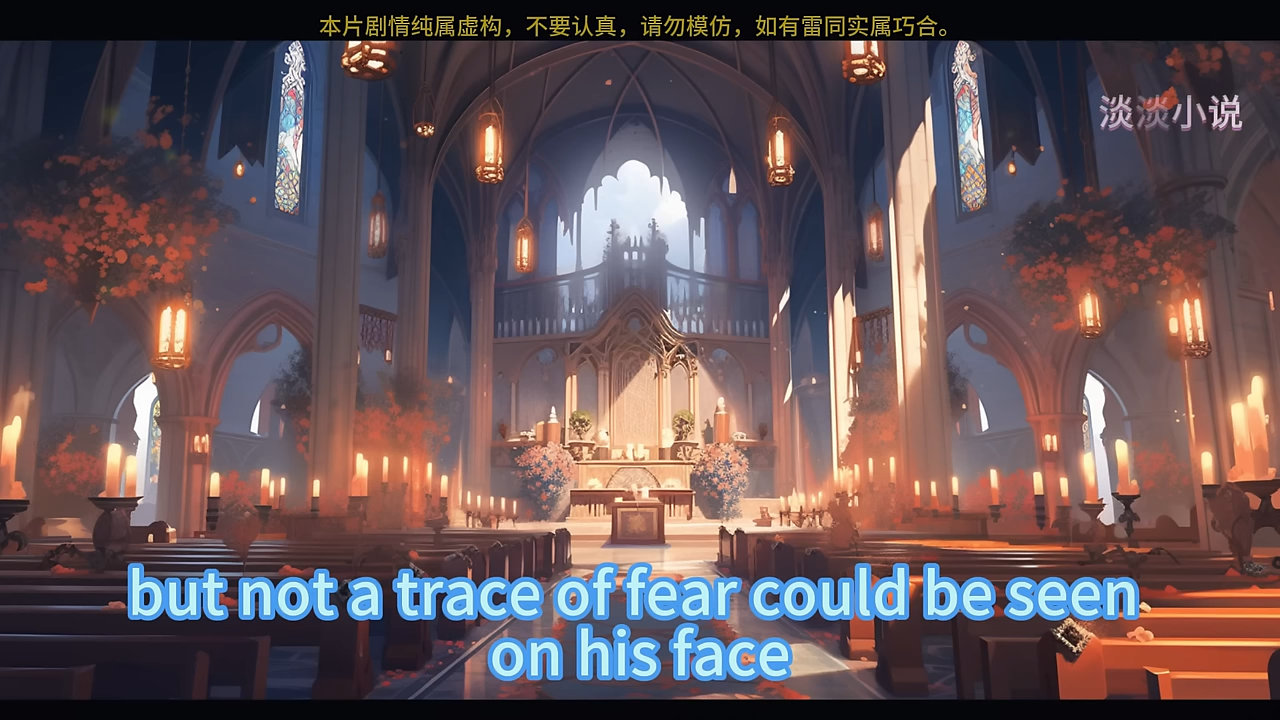 本片剧情纯属虚构，不要认真，请勿模仿，如有雷同实属巧合。
淡淡小说
but not a trace of fear could be seen
on his face